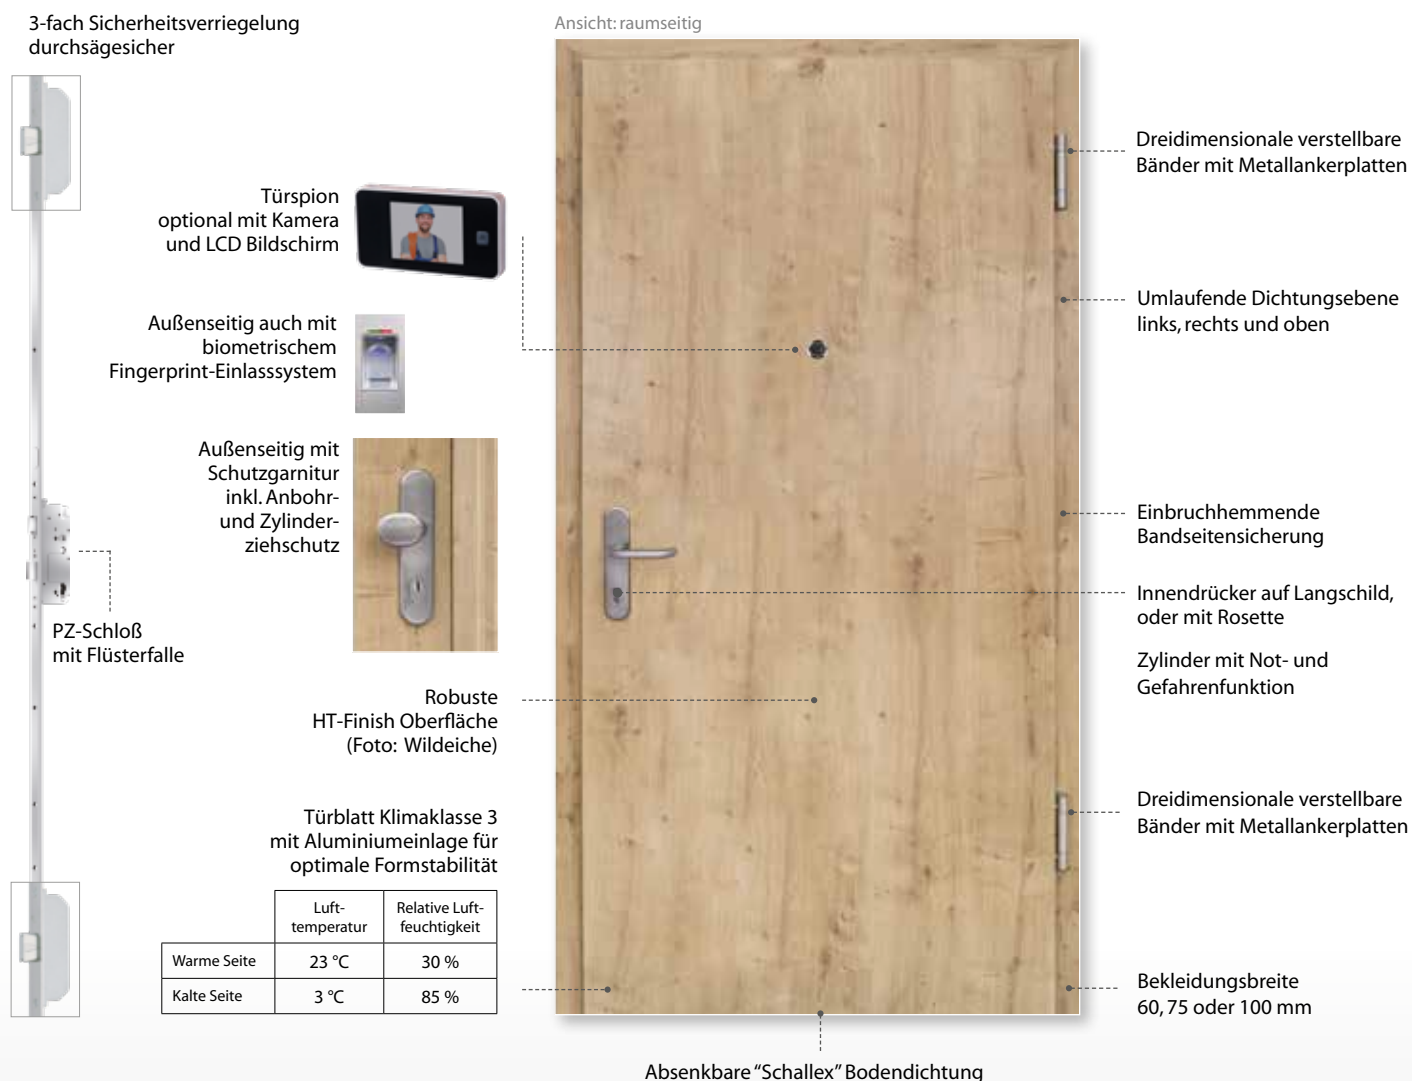 3-fach Sicherheitsverriegelung
durchsägesicher
Ansicht: raumseitig
Türspion
optional mit Kamera
und LCD Bildschirm
Außenseitig auch mit
biometrischem
Fingerprint-Einlasssystem
Außenseitig mit
Schutzgarnitur
inkl. Anbohr-
und Zylinder-
ziehschutz
PZ-Schloß
mit Flüsterfalle
Robuste
HT-Finish Oberfläche
(Foto: Wildeiche)
Türblatt Klimaklasse 3
mit Aluminiumeinlage für
optimale Formstabilität
Luft-
temperatur
Relative Luft-
feuchtigkeit
Warme Seite 23 °C 30 %
Kalte Seite 3 °C 85 %
Dreidimensionale verstellbare
Bänder mit Metallankerplatten
Umlaufende Dichtungsebene
links, rechts und oben
Einbruchhemmende
Bandseitensicherung
Innendrücker auf Langschild,
oder mit Rosette
Zylinder mit Not- und
Gefahrenfunktion
Dreidimensionale verstellbare
Bänder mit Metallankerplatten
Bekleidungsbreite
60, 75 oder 100 mm
Absenkbare “Schallex” Bodendichtung